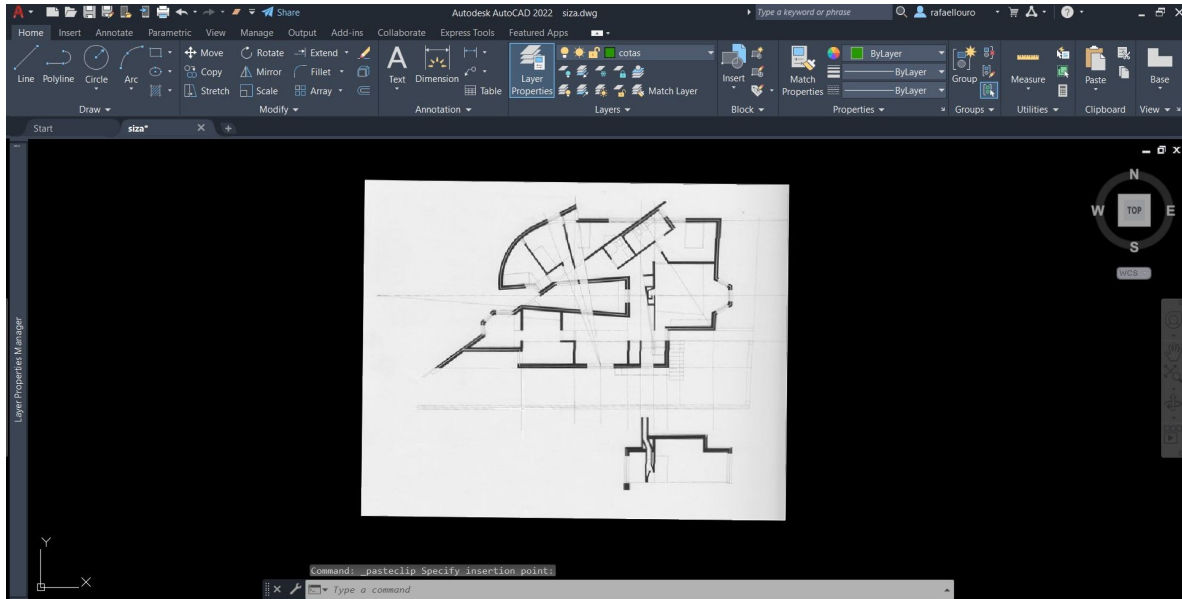 Share
Autodesk AutoCAD 2022 siza.dwg
Type a keyword or phrase
rafaellouro
Home Insert Annotate Parametric View Manage Output Add-ins Collaborate Express Tools Featured Apps
Line Polyline Circle Arc
Draw
Move Rotate Extend
Copy Mirror Fillet
Stretch Scale Array
Modify
Text Dimension
Table
Annotation
Layer Properties
cotas
Match Layer
Layers
Insert
Block
Match Properties
ByLayer
ByLayer
ByLayer
Properties
Group
Groups
Measure
Utilities
Paste
Clipboard
Base
View
Start siza*
Layer Properties Manager
N
W TOP E
S
WCS
Y
X
Command: _pasteclip Specify insertion point:
Type a command